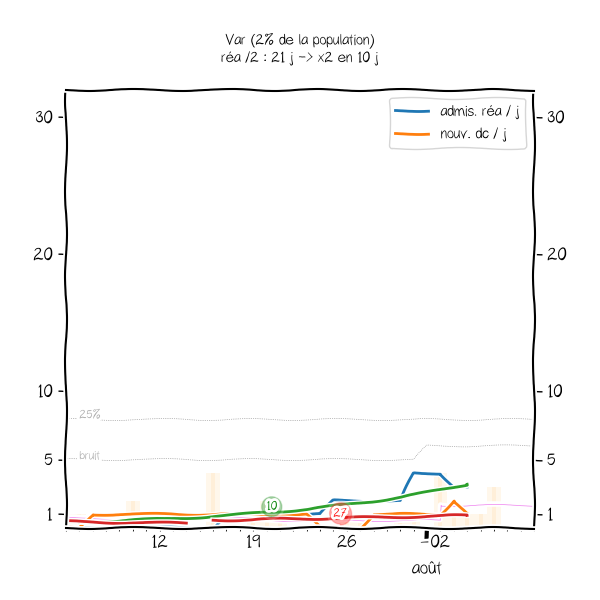 Var (2% de la population)
réa /2 : 21 j -> x2 en 10 j
admis. réa / j
nouv. dc / j
30
30
20
20
10
10
25%
5
bruit
5
10
27
1
1
12
19
26
02
août